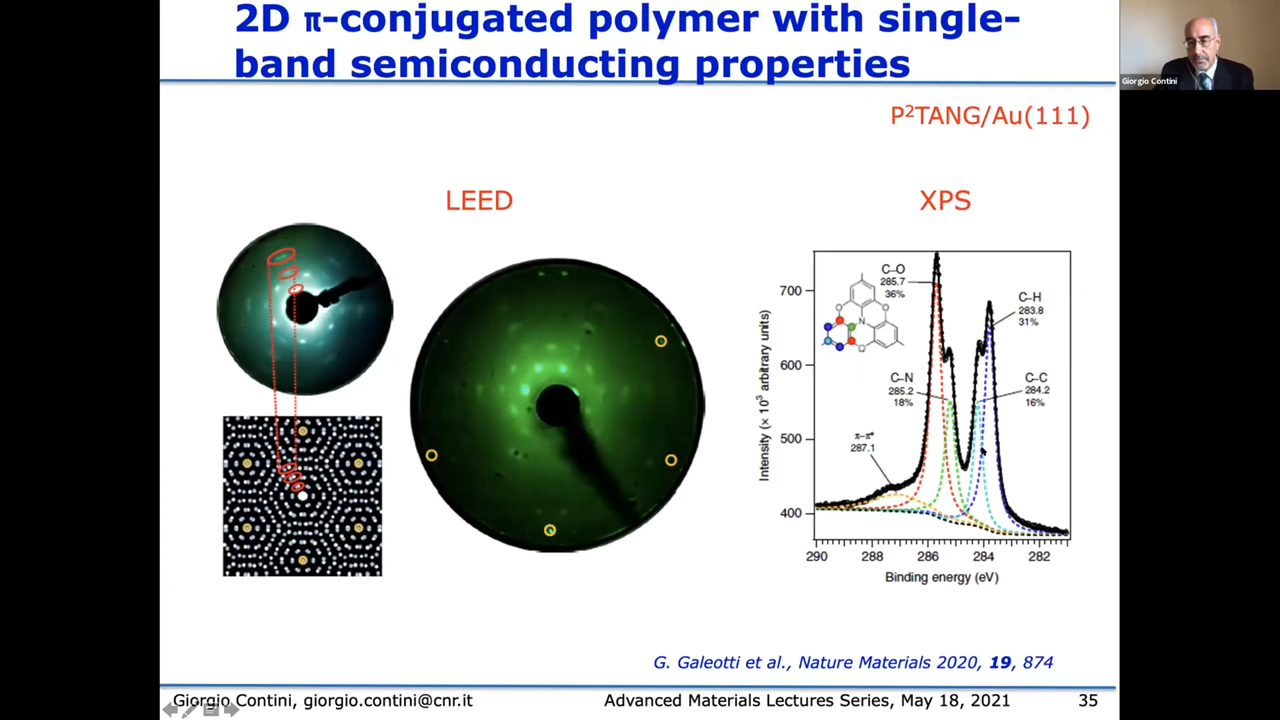 2D π-conjugated polymer with single-
band semiconducting properties
Giorgio Contini
P²TANG/Au(111)
LEED
XPS
C–O
285.7
36%
C–H
283.8
31%
C–N
285.2
18%
C–C
284.2
16%
π–π*
287.1
O
O
N
O
700
600
500
400
Intensity (× 10³ arbitrary units)
290
288
286
284
282
Binding energy (eV)
G. Galeotti et al., Nature Materials 2020, 19, 874
Giorgio Contini, giorgio.contini@cnr.it
Advanced Materials Lectures Series, May 18, 2021
35